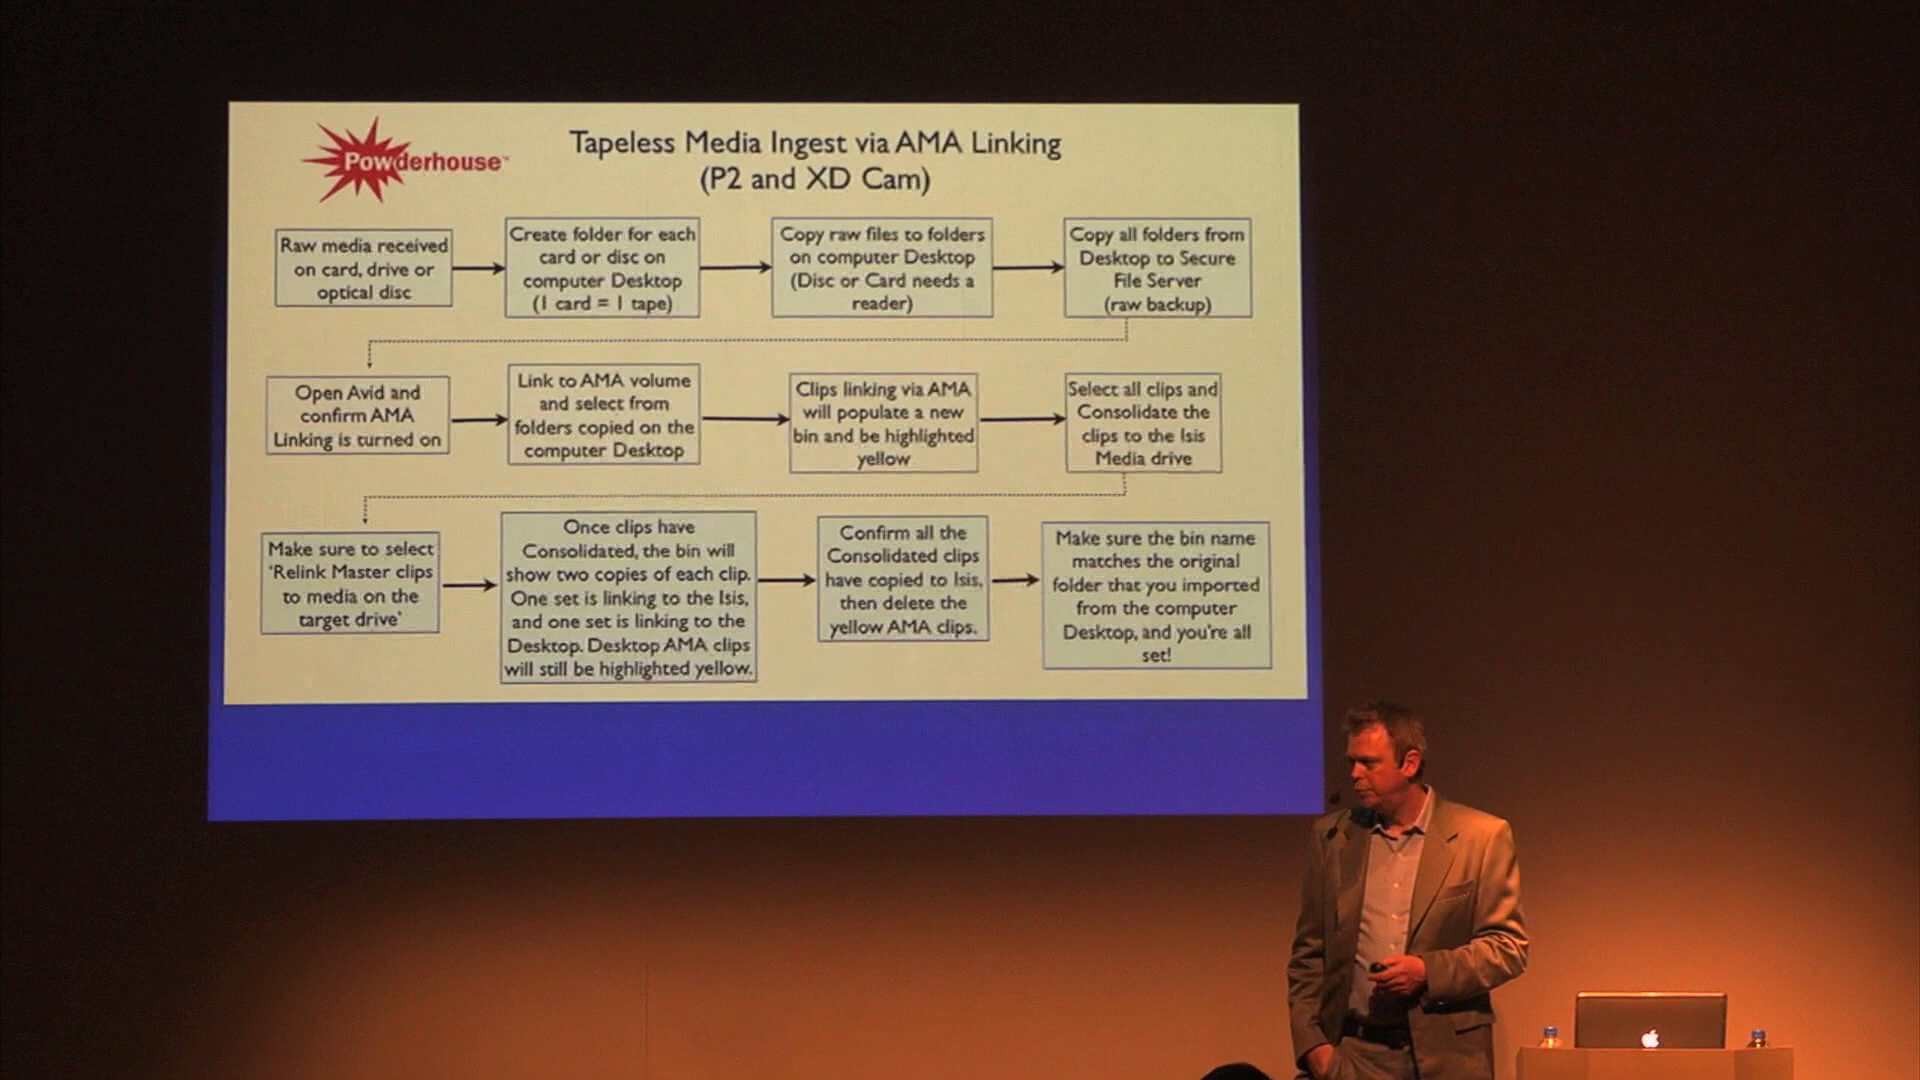 Powderhouse™
Tapeless Media Ingest via AMA Linking
(P2 and XD Cam)
Raw media received
on card, drive or
optical disc
Create folder for each
card or disc on
computer Desktop
(1 card = 1 tape)
Copy raw files to folders
on computer Desktop
(Disc or Card needs a
reader)
Copy all folders from
Desktop to Secure
File Server
(raw backup)
Open Avid and
confirm AMA
Linking is turned on
Link to AMA volume
and select from
folders copied on the
computer Desktop
Clips linking via AMA
will populate a new
bin and be highlighted
yellow
Select all clips and
Consolidate the
clips to the Isis
Media drive
Make sure to select
'Relink Master clips
to media on the
target drive'
Once clips have
Consolidated, the bin will
show two copies of each clip.
One set is linking to the Isis,
and one set is linking to the
Desktop. Desktop AMA clips
will still be highlighted yellow.
Confirm all the
Consolidated clips
have copied to Isis,
then delete the
yellow AMA clips.
Make sure the bin name
matches the original
folder that you imported
from the computer
Desktop, and you're all
set!